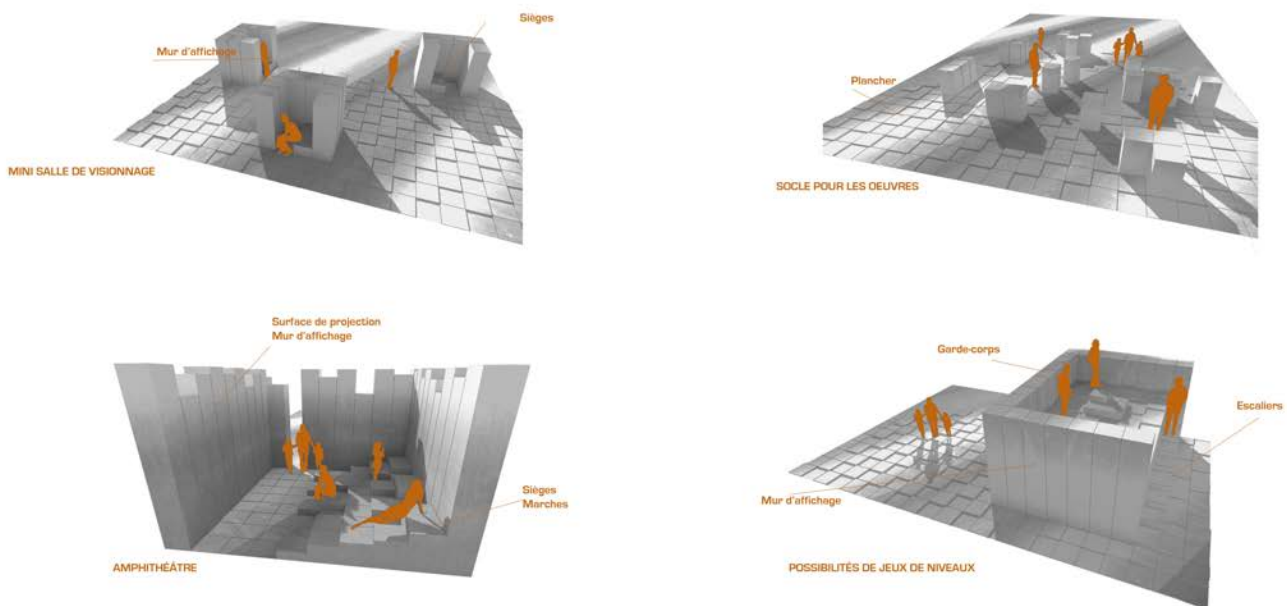 Sièges
Mur d'affichage
MINI SALLE DE VISIONNAGE
Plancher
SOCLE POUR LES OEUVRES
Surface de projection
Mur d'affichage
Sièges
Marches
AMPHITHÉÂTRE
Garde-corps
Escaliers
Mur d'affichage
POSSIBILITÉS DE JEUX DE NIVEAUX